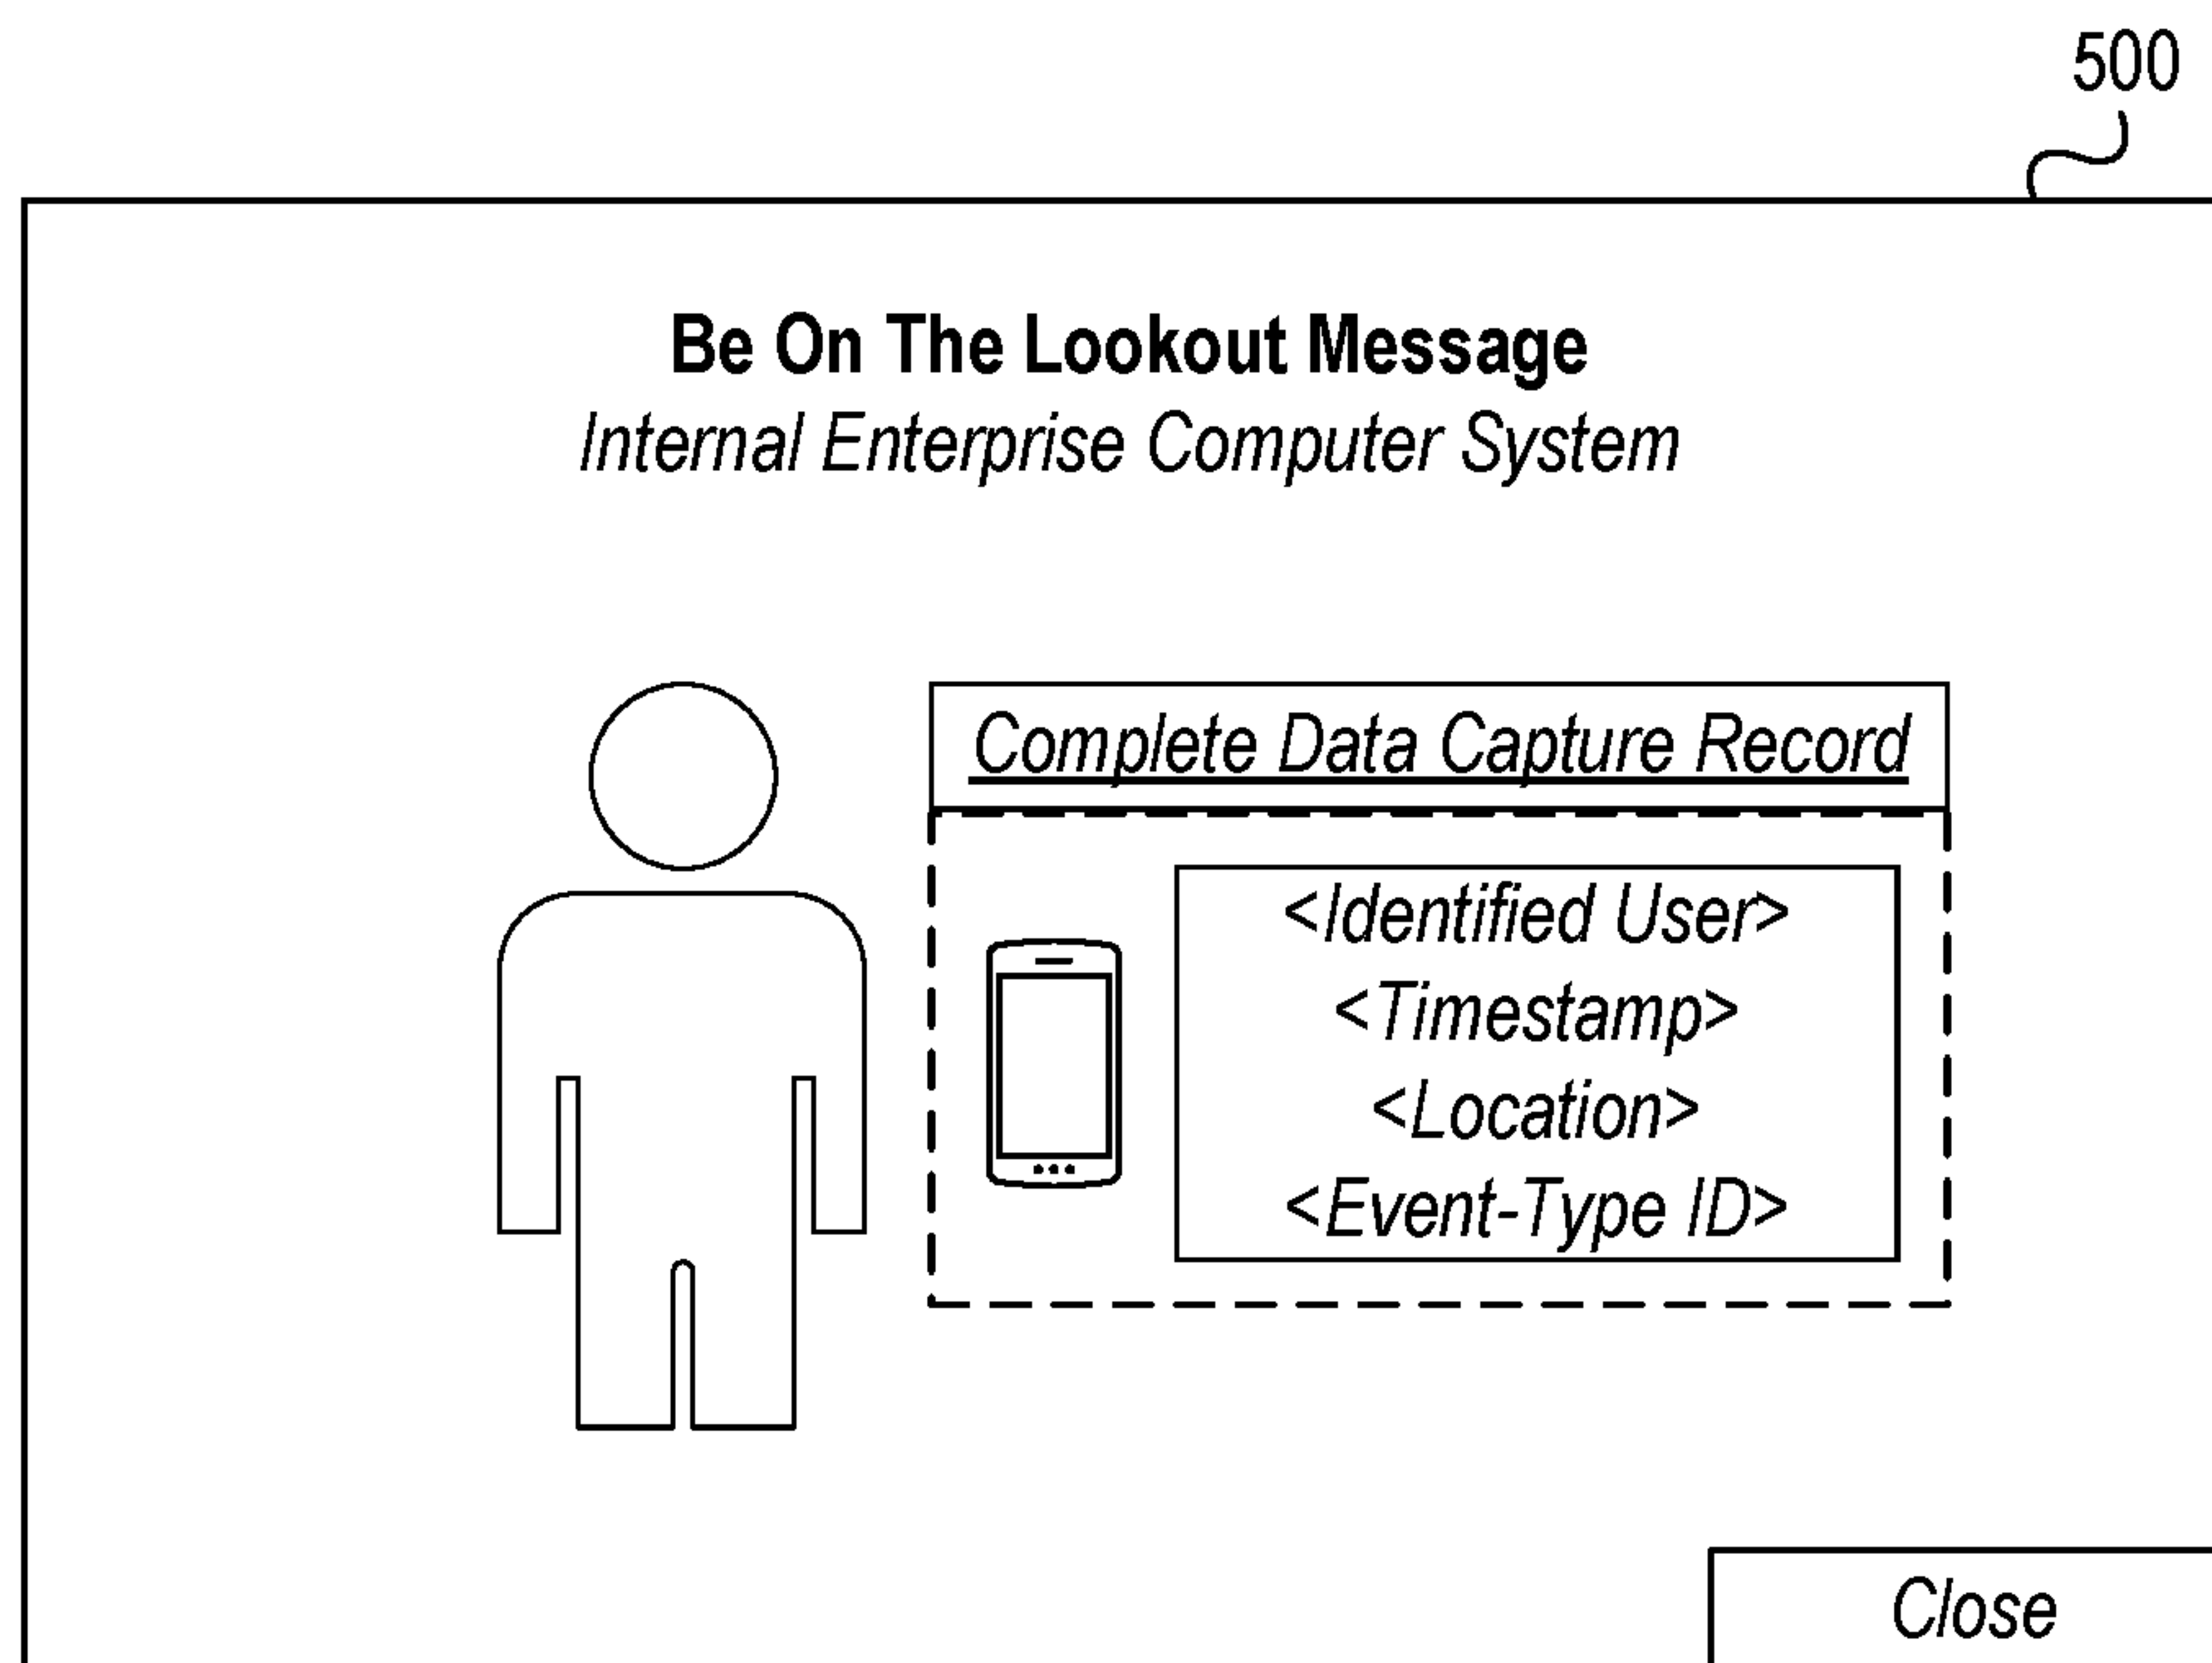 500
Be On The Lookout Message
Internal Enterprise Computer System
Complete Data Capture Record
<Identified User>
<Timestamp>
<Location>
<Event-Type ID>
Close